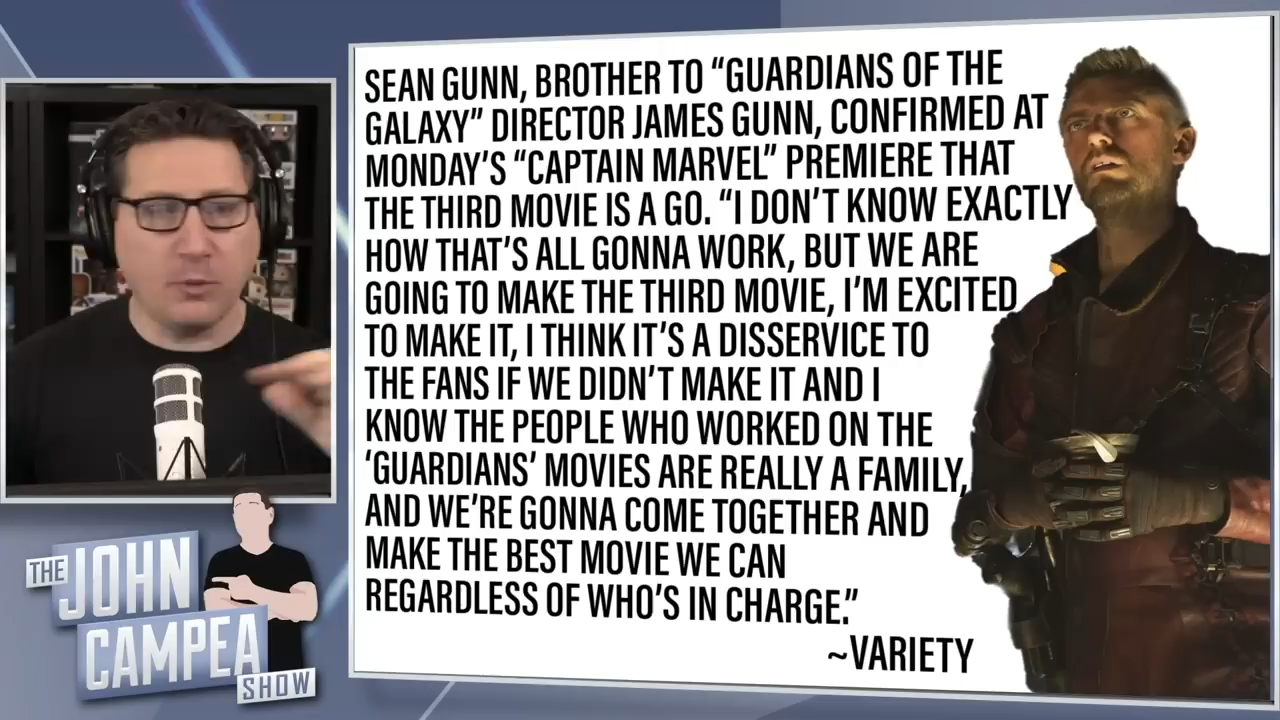 SEAN GUNN, BROTHER TO “GUARDIANS OF THE
GALAXY” DIRECTOR JAMES GUNN, CONFIRMED AT
MONDAY’S “CAPTAIN MARVEL” PREMIERE THAT
THE THIRD MOVIE IS A GO. “I DON’T KNOW EXACTLY
HOW THAT’S ALL GONNA WORK, BUT WE ARE
GOING TO MAKE THE THIRD MOVIE, I’M EXCITED
TO MAKE IT, I THINK IT’S A DISSERVICE TO
THE FANS IF WE DIDN’T MAKE IT AND I
KNOW THE PEOPLE WHO WORKED ON THE
‘GUARDIANS’ MOVIES ARE REALLY A FAMILY,
AND WE’RE GONNA COME TOGETHER AND
MAKE THE BEST MOVIE WE CAN
REGARDLESS OF WHO’S IN CHARGE.”
~VARIETY
THE JOHN
CAMPEA
SHOW